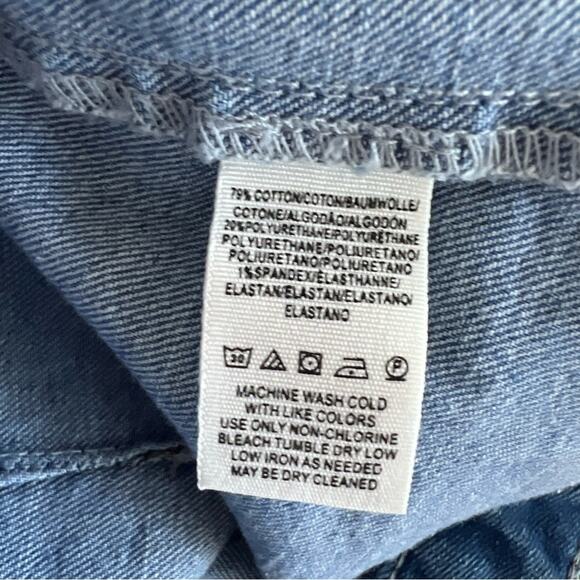 79% COTTON/COTON/BAUMWOLLE/
COTONE/ALGODÃO/ALGODÓN
20%POLYURETHANE/POLYURÉTHANE
POLYURETHANE/POLIURETANO/
POLIURETANO/POLIURETANO
1%SPANDEX/ÉLASTHANNE/
ELASTAN/ELASTAN/ELASTANO/
ELASTANO
30 P
MACHINE WASH COLD
WITH LIKE COLORS
USE ONLY NON-CHLORINE
BLEACH TUMBLE DRY LOW
LOW IRON AS NEEDED
MAY BE DRY CLEANED